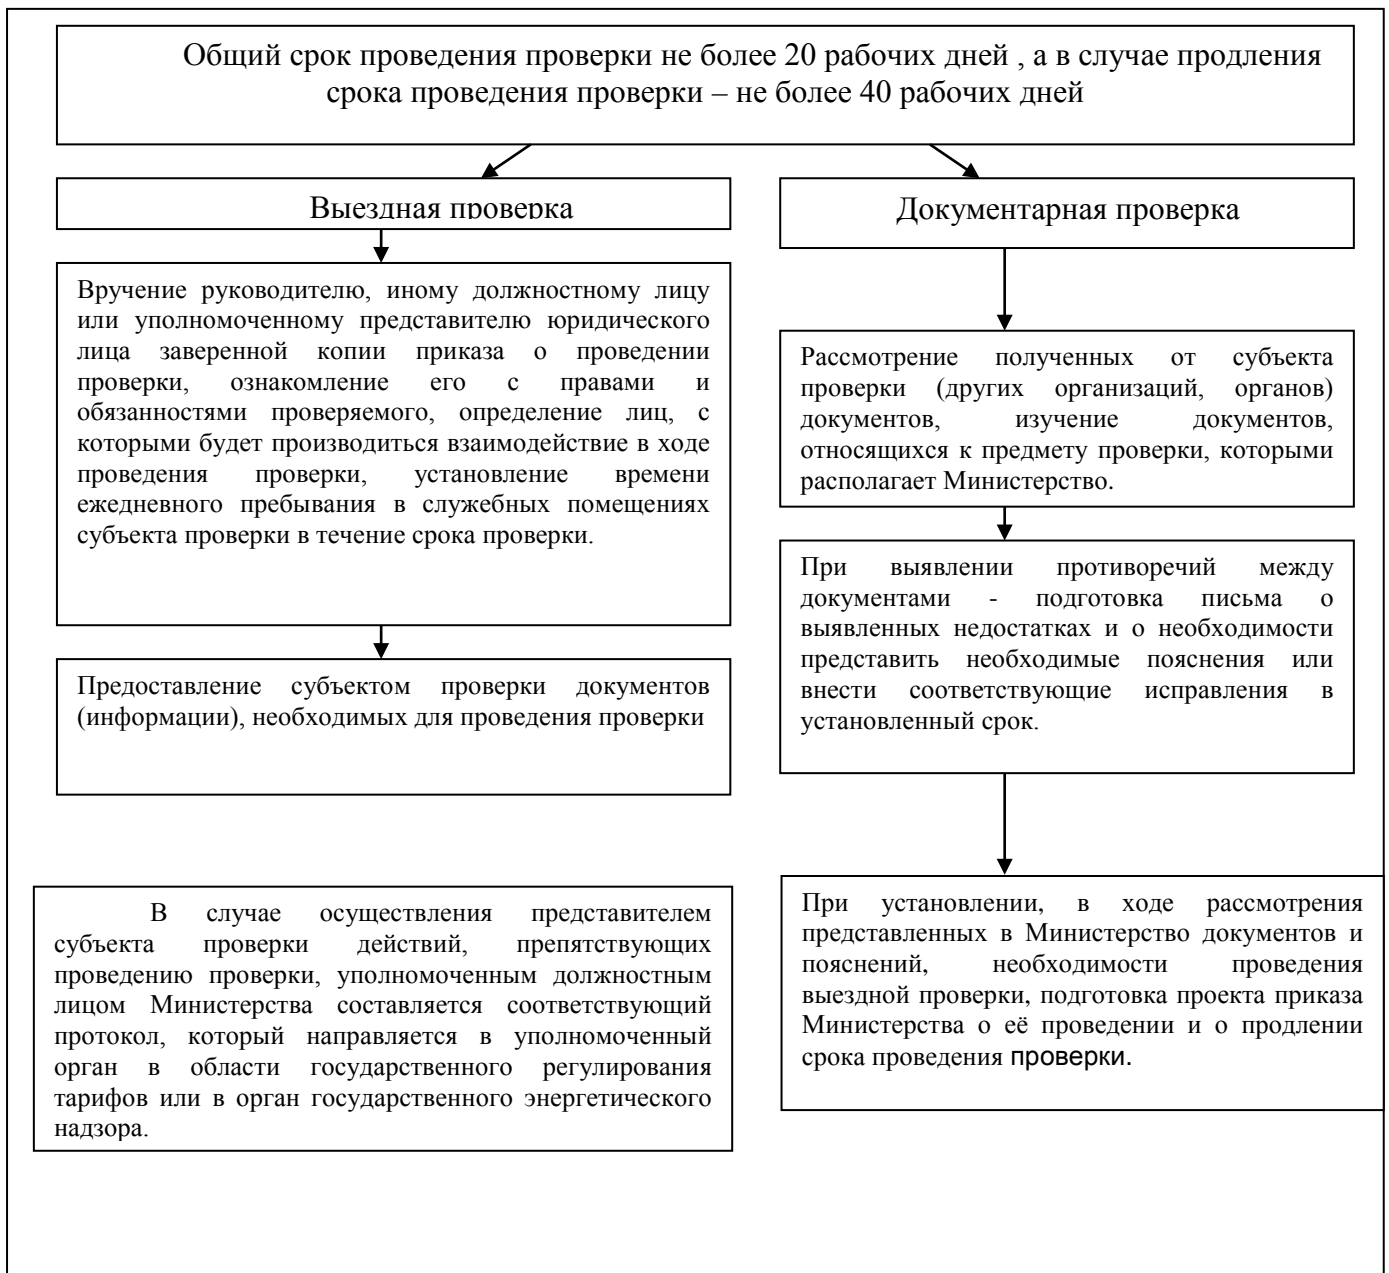 Общий срок проведения проверки не более 20 рабочих дней , а в случае продления
срока проведения проверки – не более 40 рабочих дней
Выездная проверка
Вручение руководителю, иному должностному лицу
или уполномоченному представителю юридического
лица заверенной копии приказа о проведении
проверки, ознакомление его с правами и
обязанностями проверяемого, определение лиц, с
которыми будет производиться взаимодействие в ходе
проведения проверки, установление времени
ежедневного пребывания в служебных помещениях
субъекта проверки в течение срока проверки.
Предоставление субъектом проверки документов
(информации), необходимых для проведения проверки
В случае осуществления представителем
субъекта проверки действий, препятствующих
проведению проверки, уполномоченным должностным
лицом Министерства составляется соответствующий
протокол, который направляется в уполномоченный
орган в области государственного регулирования
тарифов или в орган государственного энергетического
надзора.
Документарная проверка
Рассмотрение полученных от субъекта
проверки (других организаций, органов)
документов, изучение документов,
относящихся к предмету проверки, которыми
располагает Министерство.
При выявлении противоречий между
документами - подготовка письма о
выявленных недостатках и о необходимости
представить необходимые пояснения или
внести соответствующие исправления в
установленный срок.
При установлении, в ходе рассмотрения
представленных в Министерство документов и
пояснений, необходимости проведения
выездной проверки, подготовка проекта приказа
Министерства о её проведении и о продлении
срока проведения проверки.